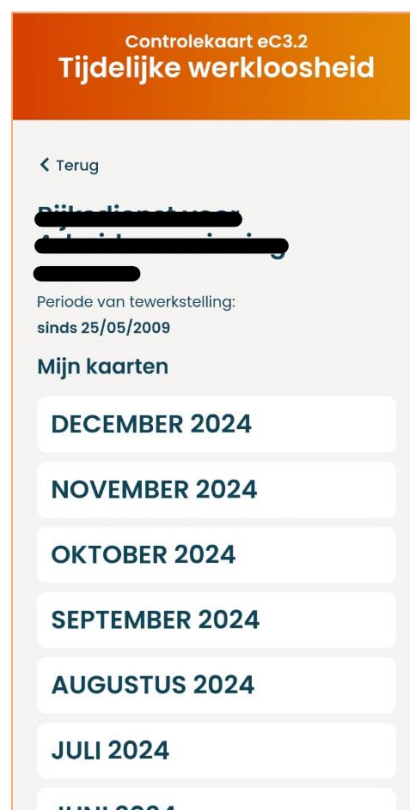 Controlekaart eC3.2
Tijdelijke werkloosheid
Terug
Periode van tewerkstelling:
sinds 25/05/2009
Mijn kaarten
DECEMBER 2024
NOVEMBER 2024
OKTOBER 2024
SEPTEMBER 2024
AUGUSTUS 2024
JULI 2024